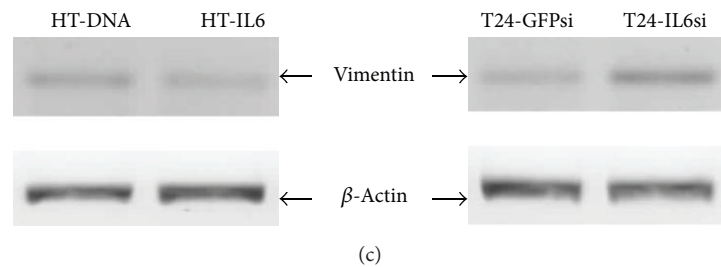 HT-DNA HT-IL6 T24-GFPsi T24-IL6si
Vimentin
β-Actin
(c)